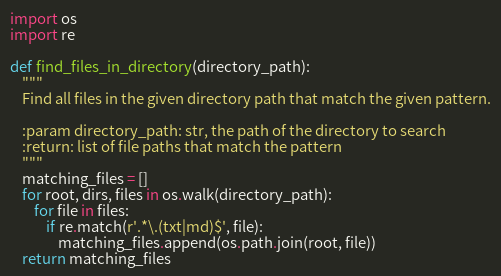 import os
import re

def find_files_in_directory(directory_path):
    """
    Find all files in the given directory path that match the given pattern.

    :param directory_path: str, the path of the directory to search
    :return: list of file paths that match the pattern
    """
    matching_files = []
    for root, dirs, files in os.walk(directory_path):
        for file in files:
            if re.match(r'.*\.(txt|md)$', file):
                matching_files.append(os.path.join(root, file))
    return matching_files